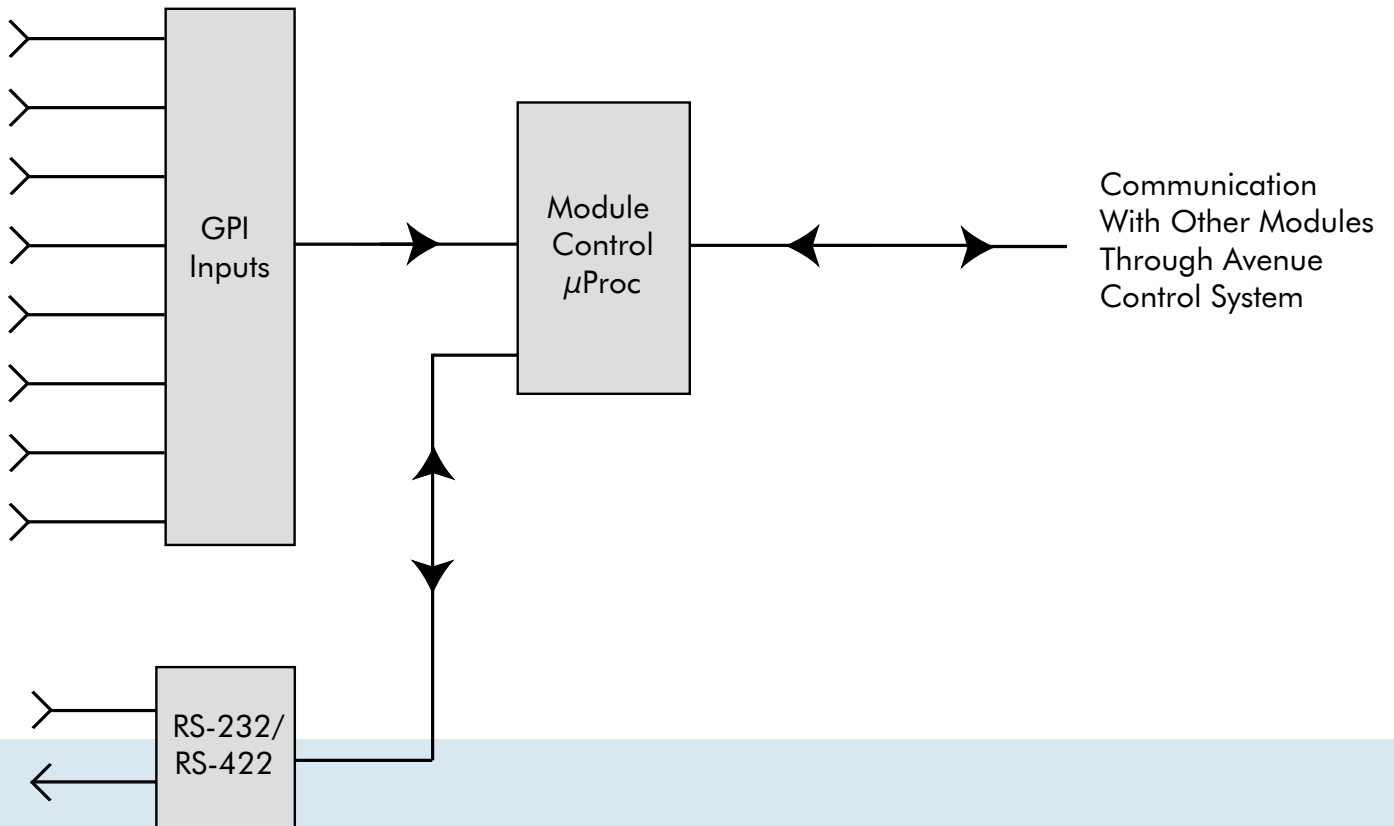 GPI
Inputs
Module
Control
μProc
Communication
With Other Modules
Through Avenue
Control System
RS-232/
RS-422